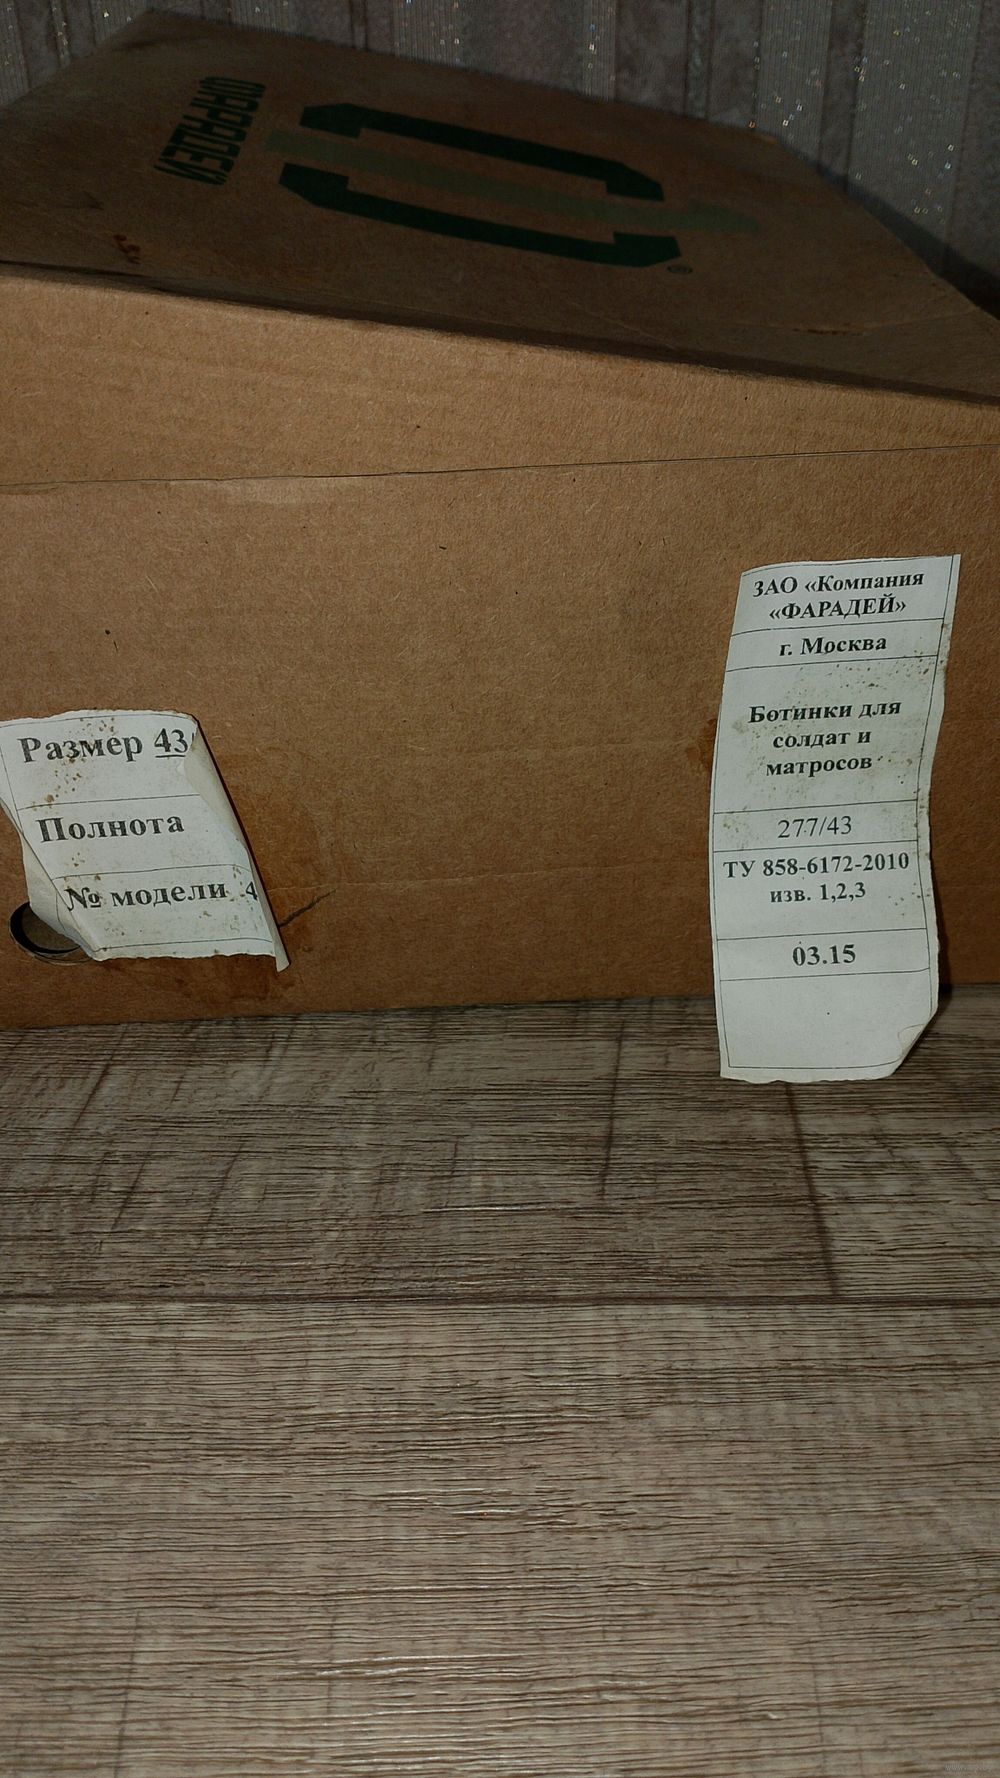 ФАРАДЕЙ
®
ЗАО «Компания
«ФАРАДЕЙ»
г. Москва
Ботинки для
солдат и
матросов
277/43
ТУ 858-6172-2010
изв. 1,2,3
03.15
Размер 43
Полнота
№ модели 4